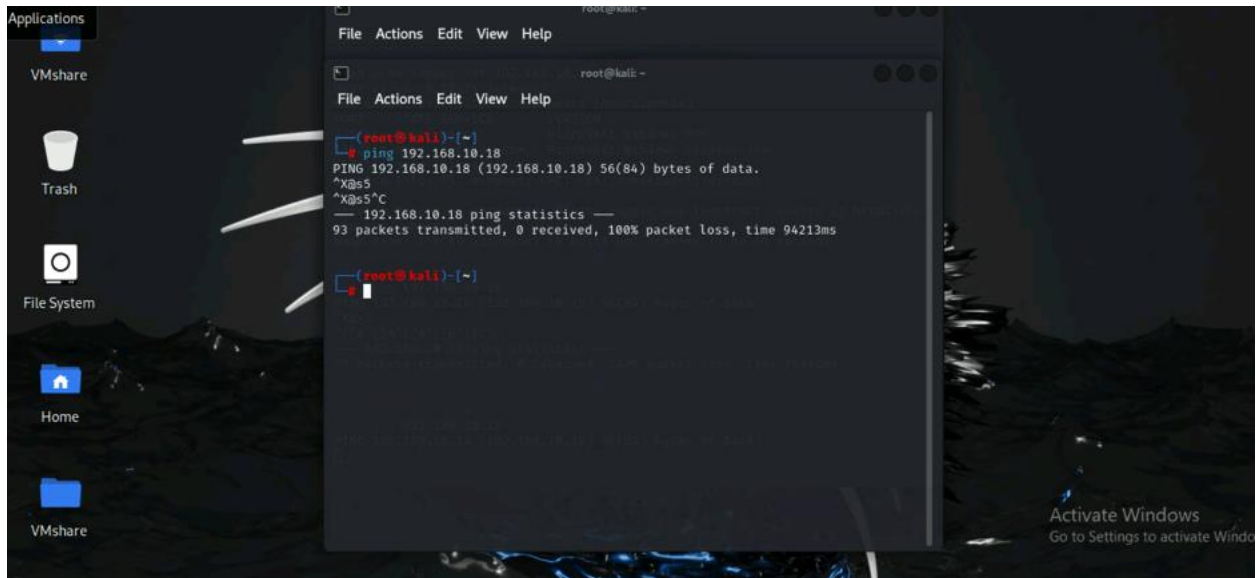 Applications
VMshare
Trash
File System
Home
VMshare
root@kali: ~
File Actions Edit View Help
root@kali: ~
File Actions Edit View Help
(root㉿kali)-[~]
# ping 192.168.10.18
PING 192.168.10.18 (192.168.10.18) 56(84) bytes of data.
^X@s5
^X@s5^C
— 192.168.10.18 ping statistics —
93 packets transmitted, 0 received, 100% packet loss, time 94213ms
(root㉿kali)-[~]
#
Activate Windows
Go to Settings to activate Windo